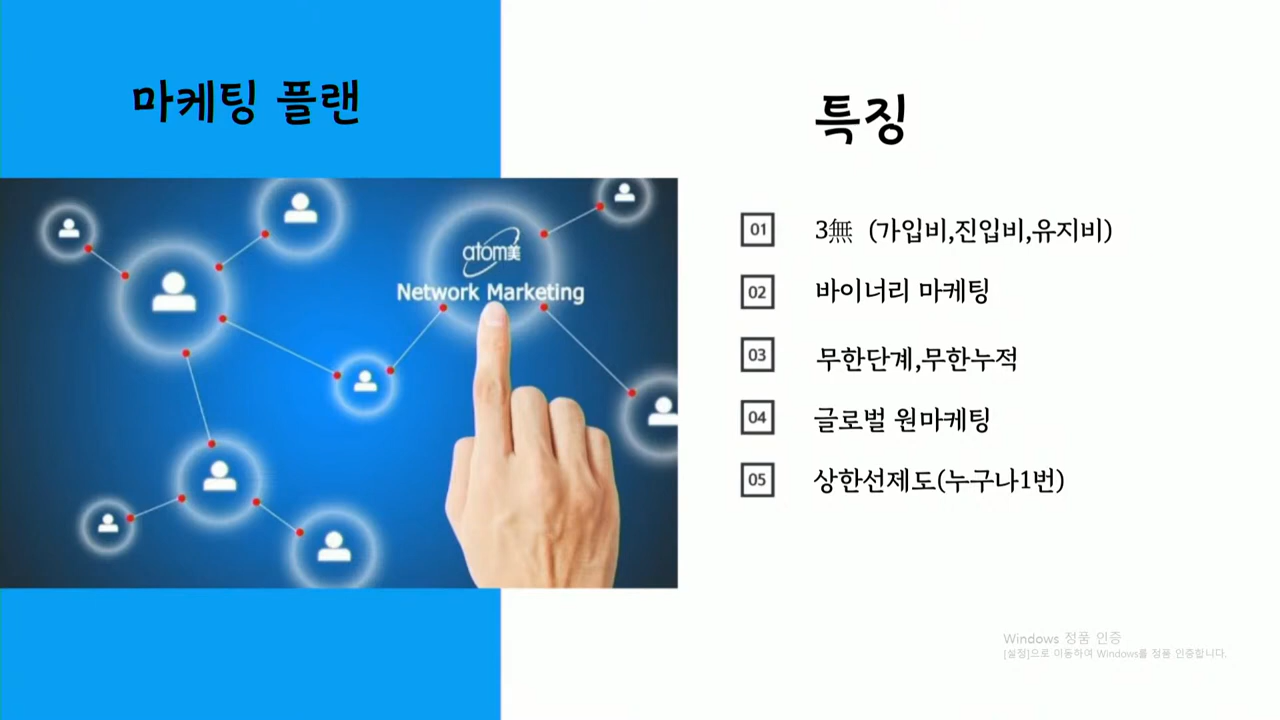 마케팅 플랜
atom美
Network Marketing
특징
01 3無 (가입비,진입비,유지비)
02 바이너리 마케팅
03 무한단계,무한누적
04 글로벌 원마케팅
05 상한선제도(누구나1번)
Windows 정품 인증
[설정]으로 이동하여 Windows를 정품 인증합니다.